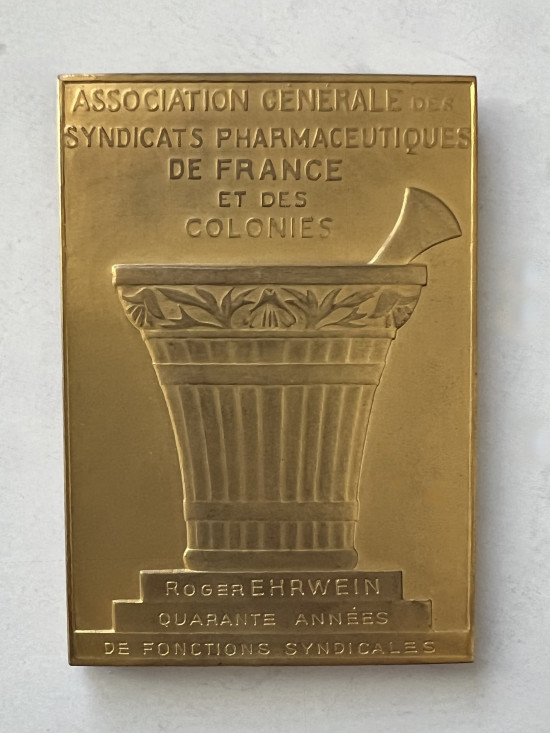 ASSOCIATION GÉNÉRALE DES
SYNDICATS PHARMACEUTIQUES
DE FRANCE
ET DES
COLONIES
ROGER EHRWEIN
QUARANTE ANNÉES
DE FONCTIONS SYNDICALES